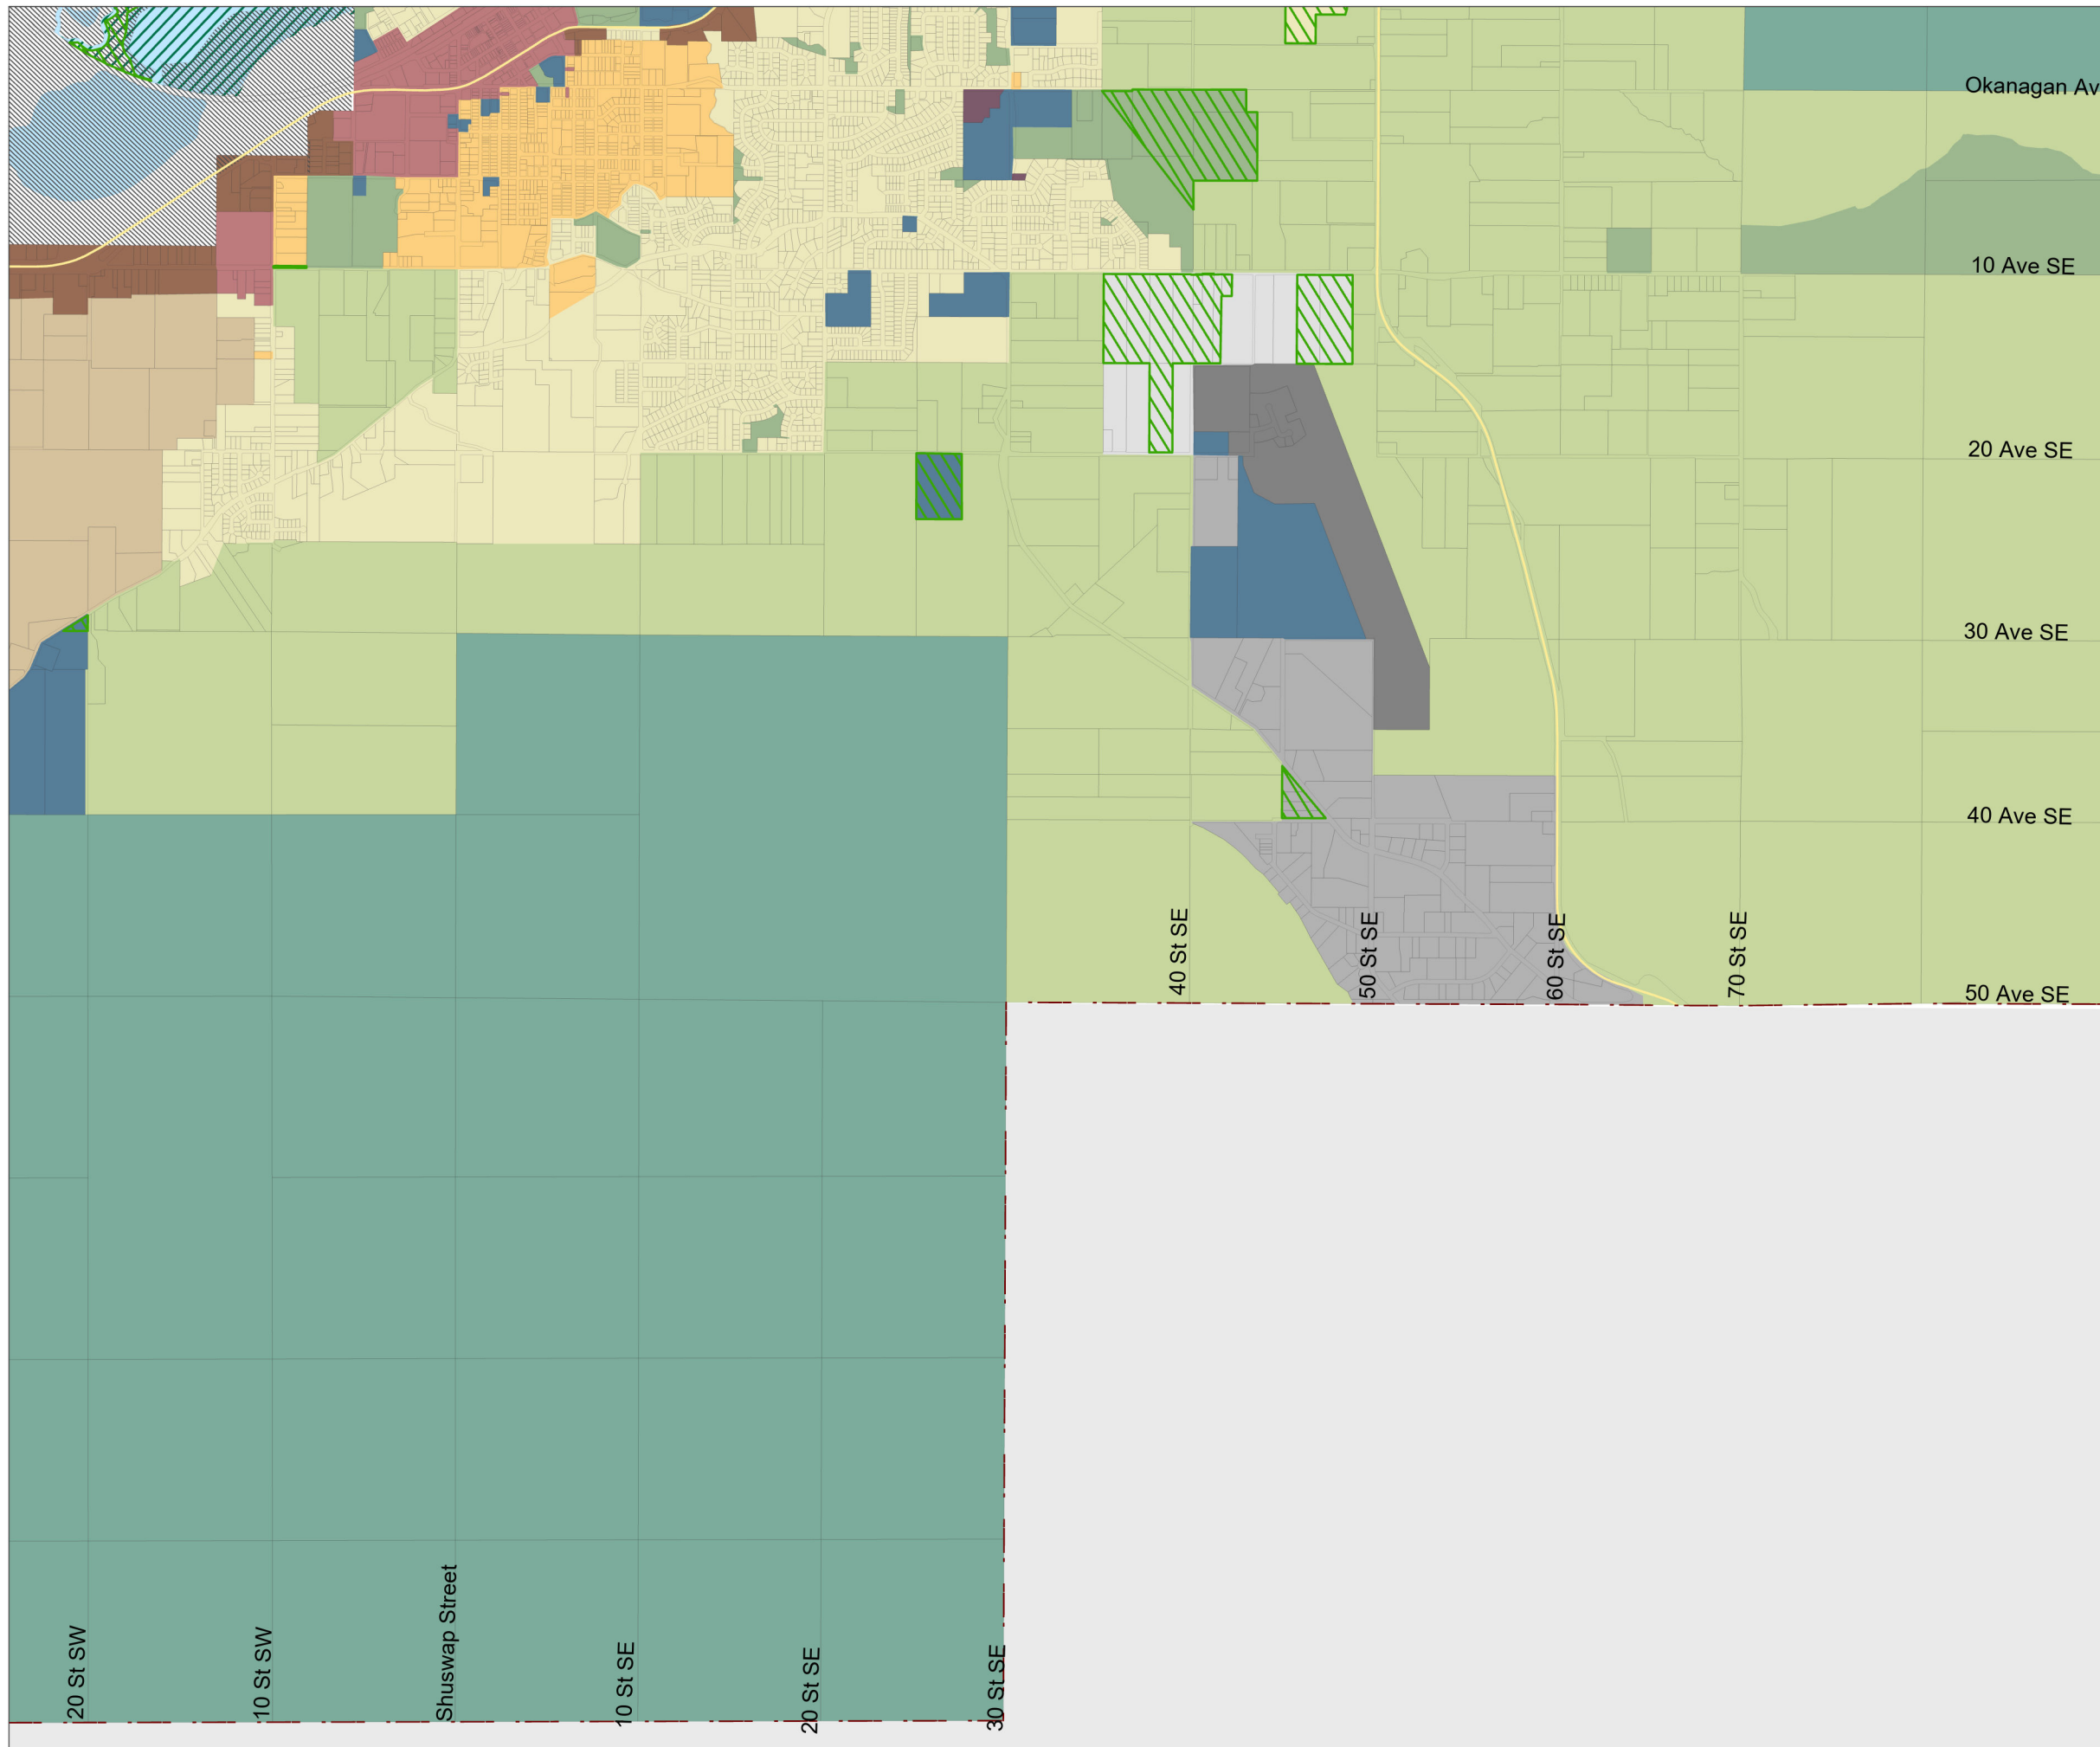 Okanagan Av
10 Ave SE
20 Ave SE
30 Ave SE
40 Ave SE
40 St SE
50 St SE
60 St SE
70 St SE
50 Ave SE
20 St SW
10 St SW
Shuswap Street
10 St SE
20 St SE
30 St SE